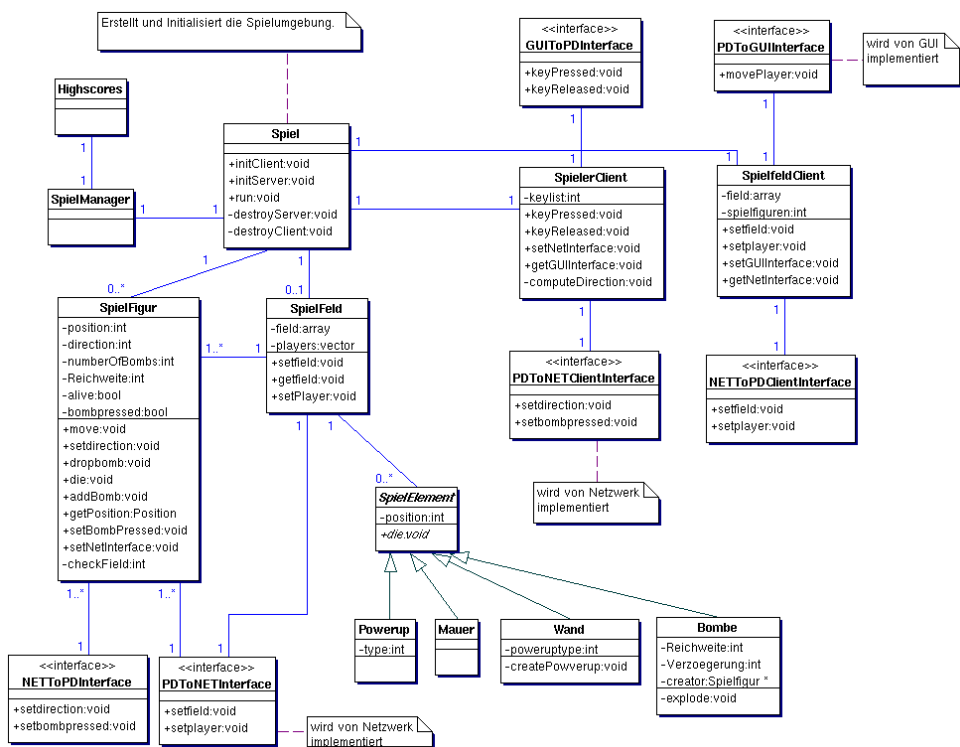 Erstellt und Initialisiert die Spielumgebung.
<<interface>>
GUIToPDInterface
+keyPressed:void
+keyReleased:void
<<interface>>
PDToGUIInterface
+movePlayer:void
wird von GUI
implementiert
Highscores
1
1
SpielManager
1
1
Spiel
+initClient:void
+initServer:void
+run:void
-destroyServer:void
-destroyClient:void
1
1
1
1
1
1
SpielerClient
-keylist:int
+keyPressed:void
+keyReleased:void
+setNetInterface:void
+getGUIInterface:void
-computeDirection:void
1
1
SpielfeldClient
-field:array
-spielfiguren:int
+setfield:void
+setplayer:void
+setGUIInterface:void
+getNetInterface:void
1
0..*
1
0..1
SpielFigur
-position:int
-direction:int
-numberOfBombs:int
-Reichweite:int
-alive:bool
-bombpressed:bool
+move:void
+setdirection:void
+dropbomb:void
+die:void
+addBomb:void
+getPosition:Position
+setBombPressed:void
+setNetInterface:void
-checkField:int
1..*
1
SpielFeld
-field:array
-players:vector
+setfield:void
+getfield:void
+setPlayer:void
1
1
<<interface>>
PDToNETClientInterface
+setdirection:void
+setbombpressed:void
wird von Netzwerk
implementiert
1
1
<<interface>>
NETToPDClientInterface
+setfield:void
+setplayer:void
1
1
0..*
SpielElement
-position:int
+die:void
Powerup
-type:int
Mauer
Wand
-poweruptype:int
-createPowverup:void
Bombe
-Reichweite:int
-Verzoegerung:int
-creator:Spielfigur *
-explode:void
1..*
1
1..*
1
1
<<interface>>
NETToPDInterface
+setdirection:void
+setbombpressed:void
<<interface>>
PDToNETInterface
+setfield:void
+setplayer:void
wird von Netzwerk
implementiert